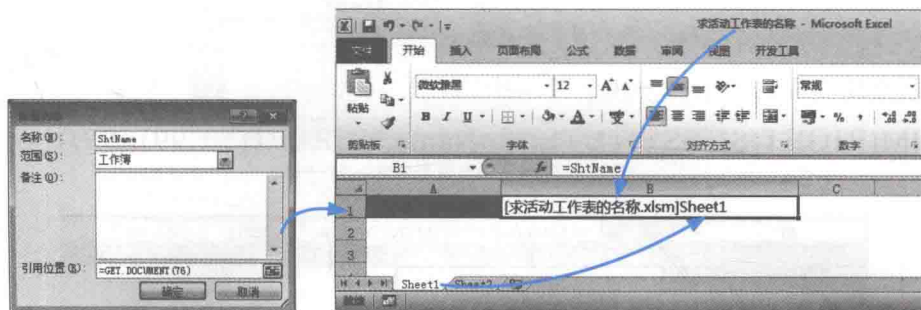 名称(N): ShtName
范围(S): 工作簿
备注(O):
引用位置(R): =GET.DOCUMENT(76)
确定 取消
求活动工作表的名称 - Microsoft Excel
文件 开始 插入 页面布局 公式 数据 审阅 视图 开发工具
粘贴 微软雅黑 12 A A 常规
B I U A % ,
剪贴板 字体 对齐方式 数字
B1 fx =ShtName
A B C
1 [求活动工作表的名称.xlsm]Sheet1
2
3
Sheet1 Sheet2
就绪